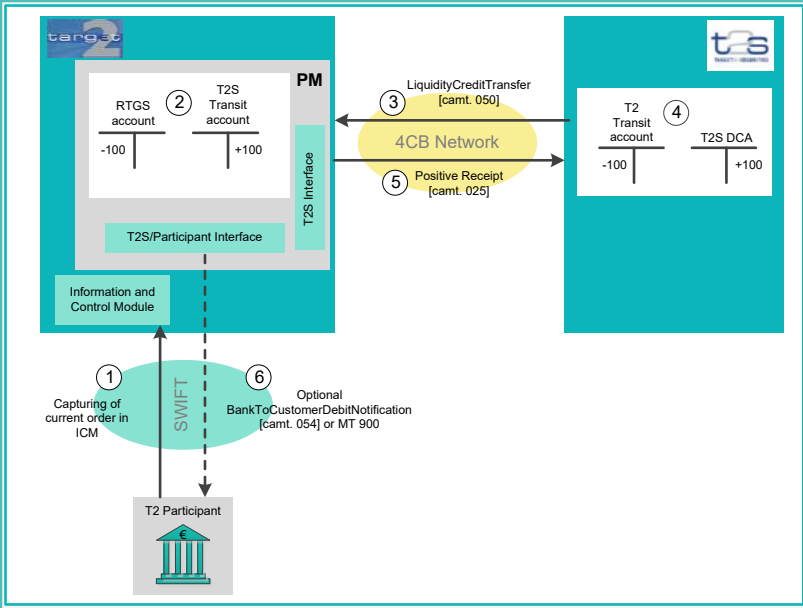 target
2
t2s
TARGET2-SECURITIES
PM
RTGS
account
2
T2S
Transit
account
-100
+100
T2S Interface
T2S/Participant Interface
Information and
Control Module
LiquidityCreditTransfer
[camt. 050]
3
4CB Network
5
Positive Receipt
[camt. 025]
T2
Transit
account
4
T2S DCA
-100
+100
1
Capturing of
current order in
ICM
SWIFT
6
Optional
BankToCustomerDebitNotification
[camt. 054] or MT 900
T2 Participant
€